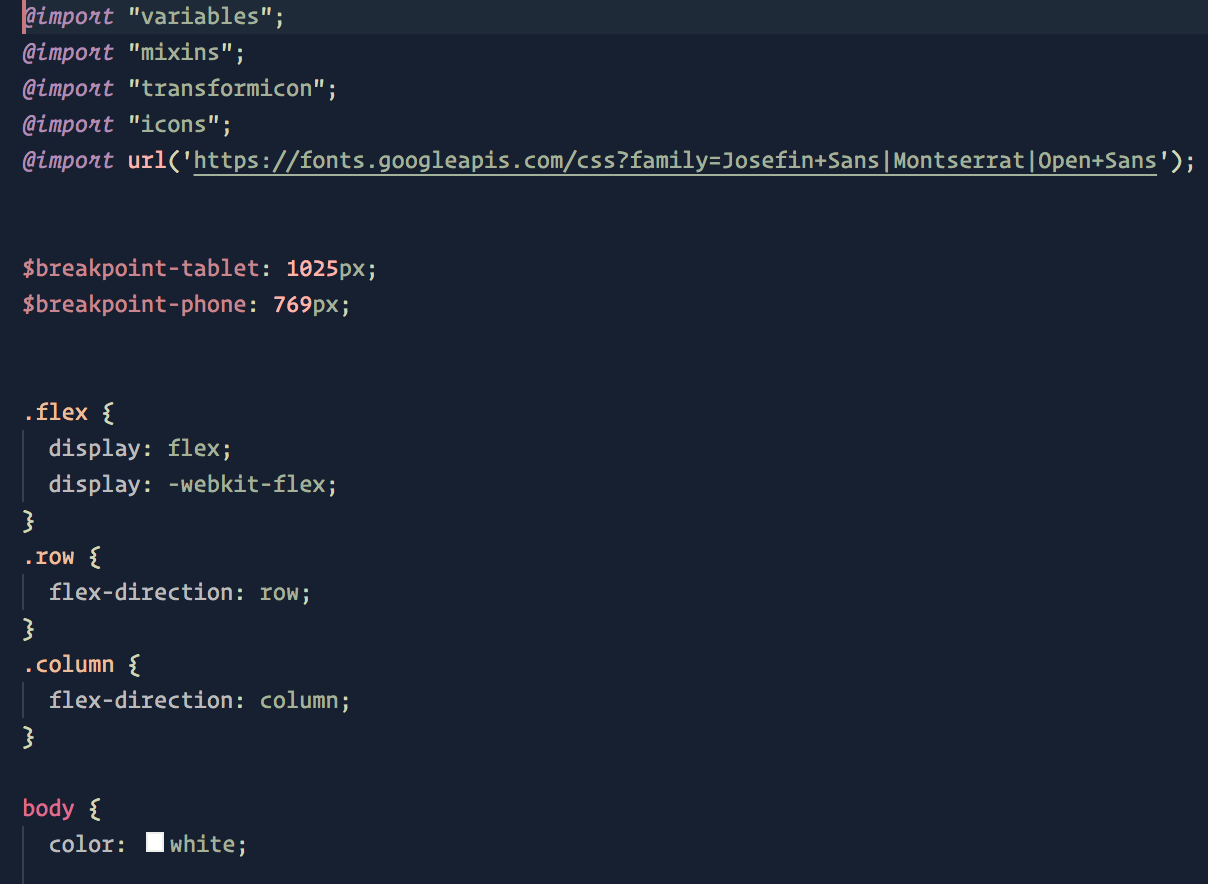 @import "variables";
@import "mixins";
@import "transformicon";
@import "icons";
@import url('https://fonts.googleapis.com/css?family=Josefin+Sans|Montserrat|Open+Sans');
$breakpoint-tablet: 1025px;
$breakpoint-phone: 769px;
.flex {
  display: flex;
  display: -webkit-flex;
}
.row {
  flex-direction: row;
}
.column {
  flex-direction: column;
}
body {
  color: white;